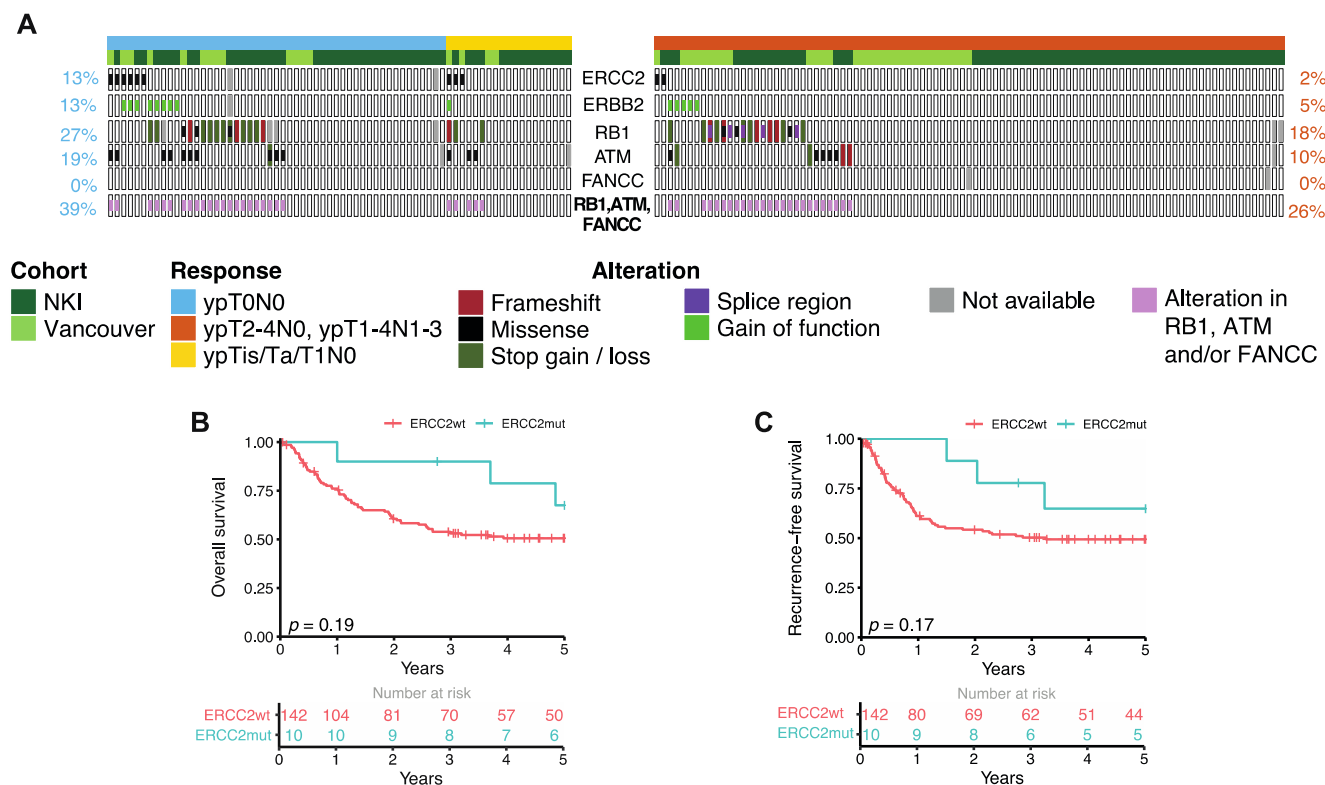 A
13% ERCC2 2%
13% ERBB2 5%
27% RB1 18%
19% ATM 10%
0% FANCC 0%
39% RB1,ATM, 26%
FANCC
Cohort Response Alteration
NKI ypT0N0 Frameshift Splice region Not available Alteration in
Vancouver ypT2-4N0, ypT1-4N1-3 Missense Gain of function RB1, ATM
ypTis/Ta/T1N0 Stop gain / loss and/or FANCC
B
ERCC2wt ERCC2mut
1.00
0.75
0.50
0.25
0.00
Overall survival
p = 0.19
0 1 2 3 4 5
Years
Number at risk
ERCC2wt 142 104 81 70 57 50
ERCC2mut 10 10 9 8 7 6
0 1 2 3 4 5
Years
C
ERCC2wt ERCC2mut
1.00
0.75
0.50
0.25
0.00
Recurrence-free survival
p = 0.17
0 1 2 3 4 5
Years
Number at risk
ERCC2wt 142 80 69 62 51 44
ERCC2mut 10 9 8 6 5 5
0 1 2 3 4 5
Years